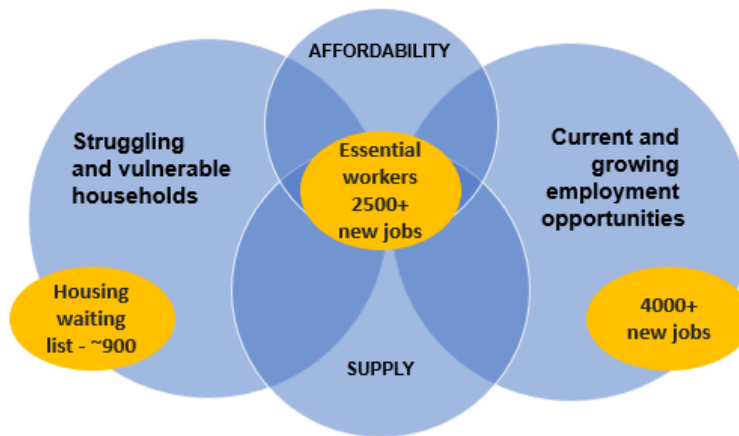 AFFORDABILITY
Struggling
and vulnerable
households
Essential
workers
2500+
new jobs
Current and
growing
employment
opportunities
Housing
waiting
list - ~900
4000+
new jobs
SUPPLY